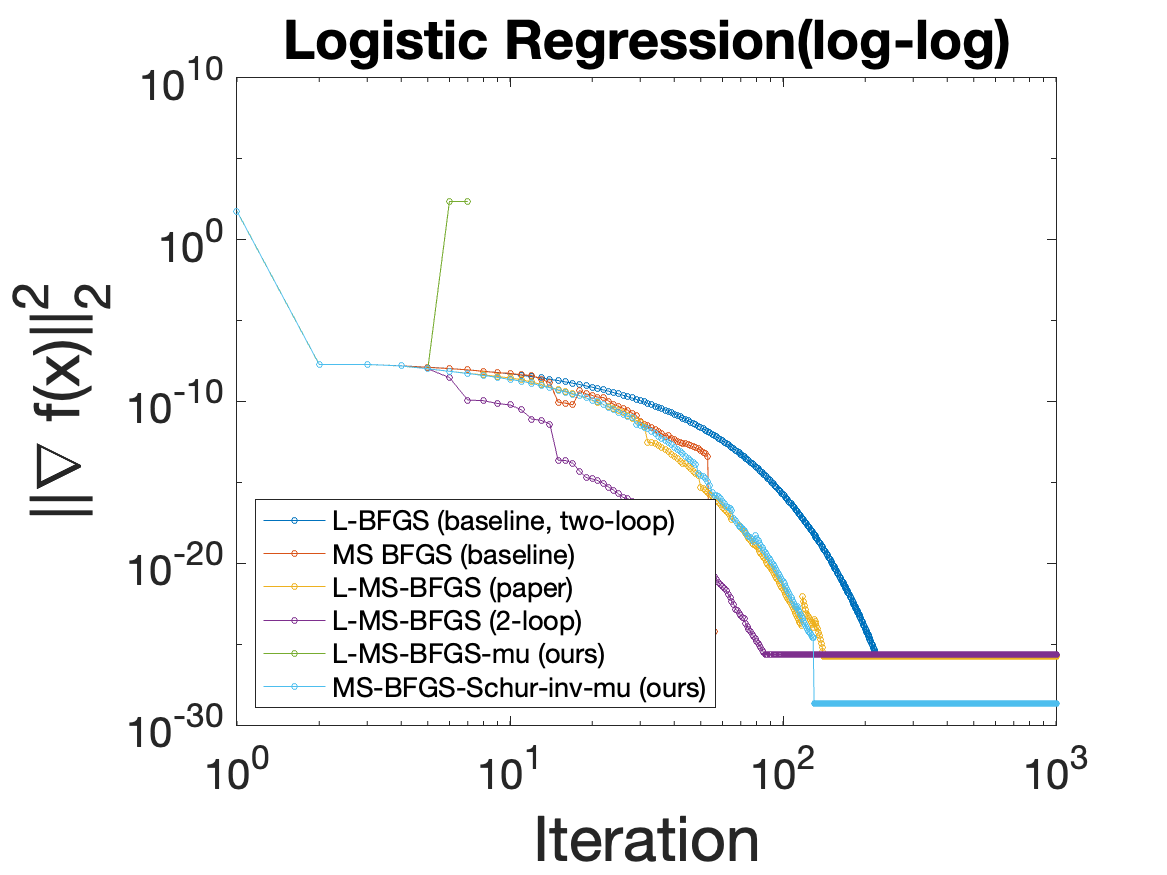 Logistic Regression(log-log)
10^10
10^0
10^-10
10^-20
10^-30
||∇ f(x)||_2^2
L-BFGS (baseline, two-loop)
MS BFGS (baseline)
L-MS-BFGS (paper)
L-MS-BFGS (2-loop)
L-MS-BFGS-mu (ours)
MS-BFGS-Schur-inv-mu (ours)
10^0 10^1 10^2 10^3
Iteration